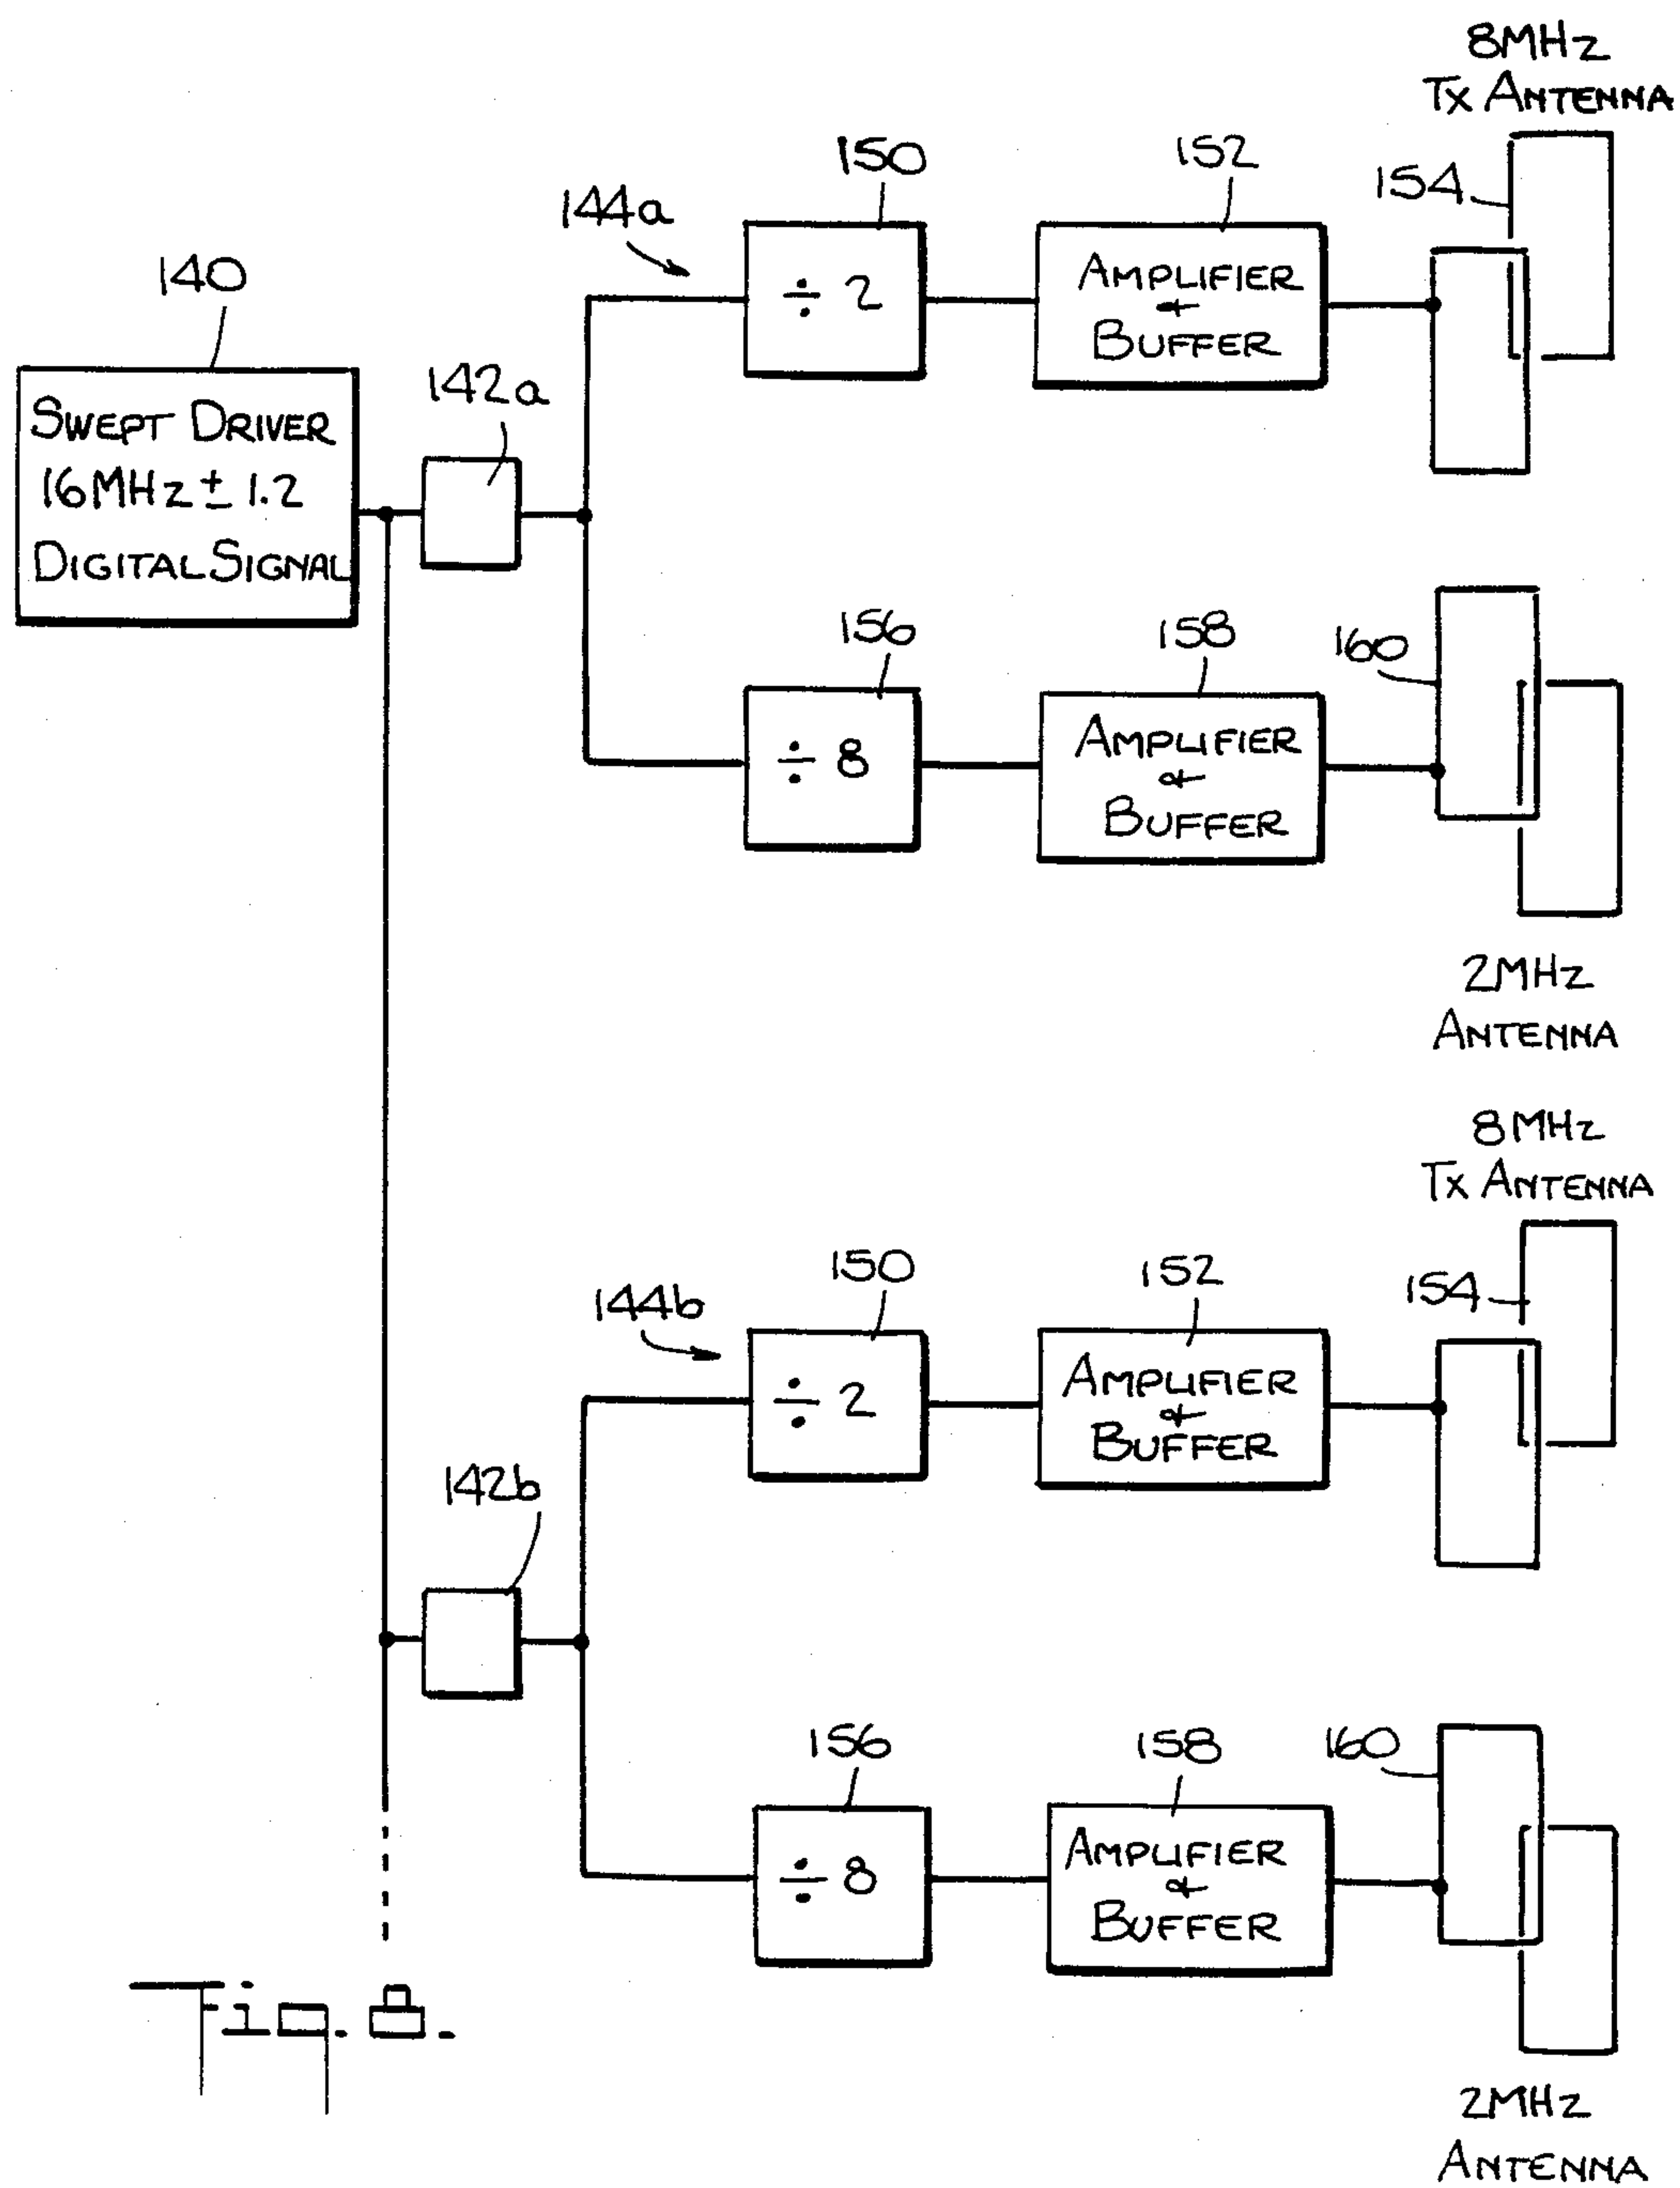 8MHz
Tx ANTENNA
150
152
154
144a
÷ 2
AMPLIFIER
&
BUFFER
140
142a
SWEPT DRIVER
16MHz ± 1.2
DIGITAL SIGNAL
156
158
160
÷ 8
AMPLIFIER
&
BUFFER
2MHz
ANTENNA
8MHz
Tx ANTENNA
150
152
154
144b
÷ 2
AMPLIFIER
&
BUFFER
142b
156
158
160
÷ 8
AMPLIFIER
&
BUFFER
Fig. 8.
2MHz
ANTENNA